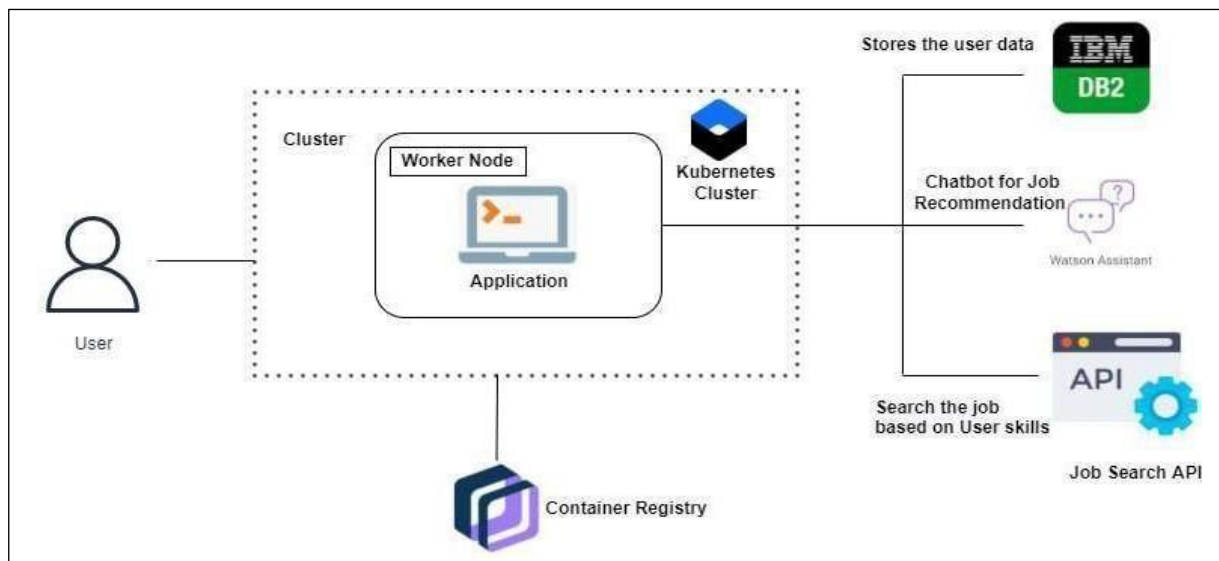 Stores the user data
IBM
DB2
Cluster
Worker Node
Kubernetes
Cluster
Chatbot for Job
Recommendation
Watson Assistant
Application
User
API
Search the job
based on User skills
Job Search API
Container Registry